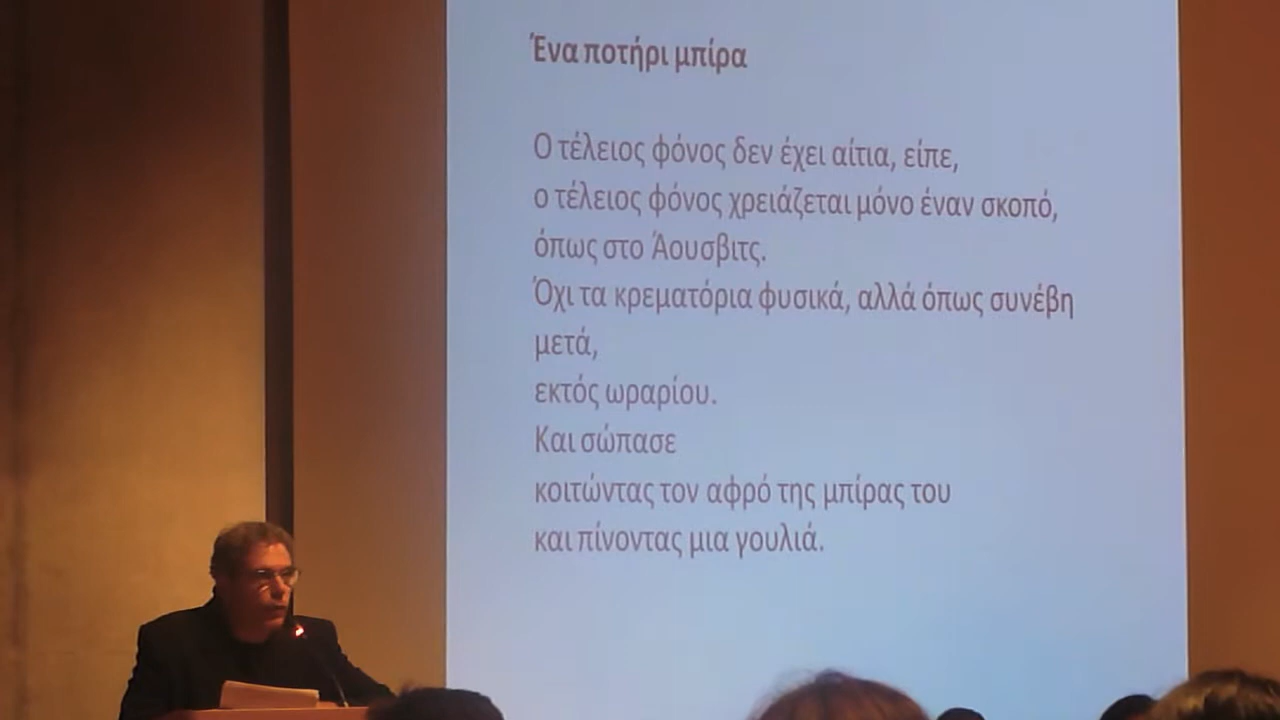 Ένα ποτήρι μπίρα
Ο τέλειος φόνος δεν έχει αίτια, είπε,
ο τέλειος φόνος χρειάζεται μόνο έναν σκοπό,
όπως στο Άουσβιτς.
Όχι τα κρεματόρια φυσικά, αλλά όπως συνέβη
μετά,
εκτός ωραρίου.
Και σώπασε
κοιτώντας τον αφρό της μπίρας του
και πίνοντας μια γουλιά.